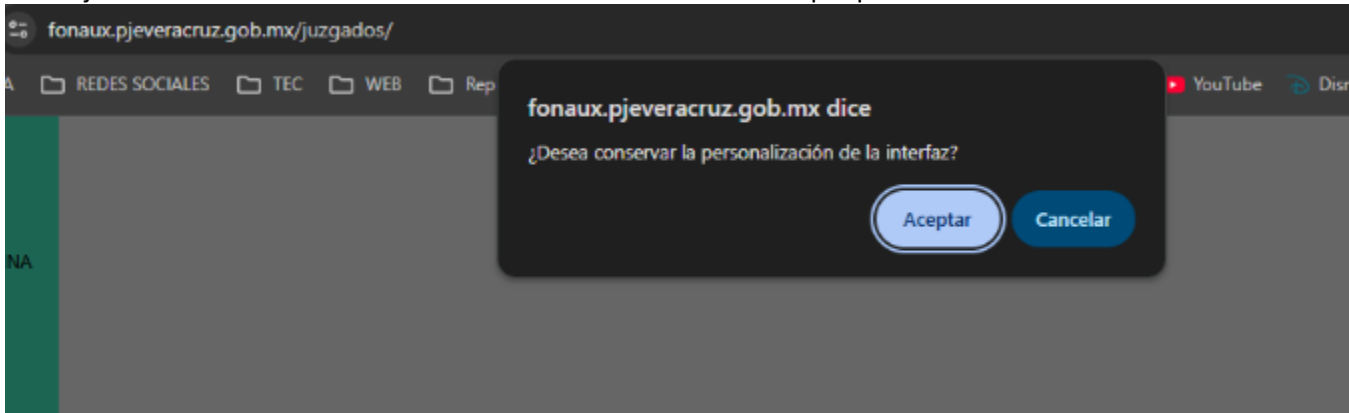 fonaux.pjeveracruz.gob.mx/juzgados/
A REDES SOCIALES TEC WEB Rep YouTube Disn
fonaux.pjeveracruz.gob.mx dice
¿Desea conservar la personalización de la interfaz?
Aceptar Cancelar
NA